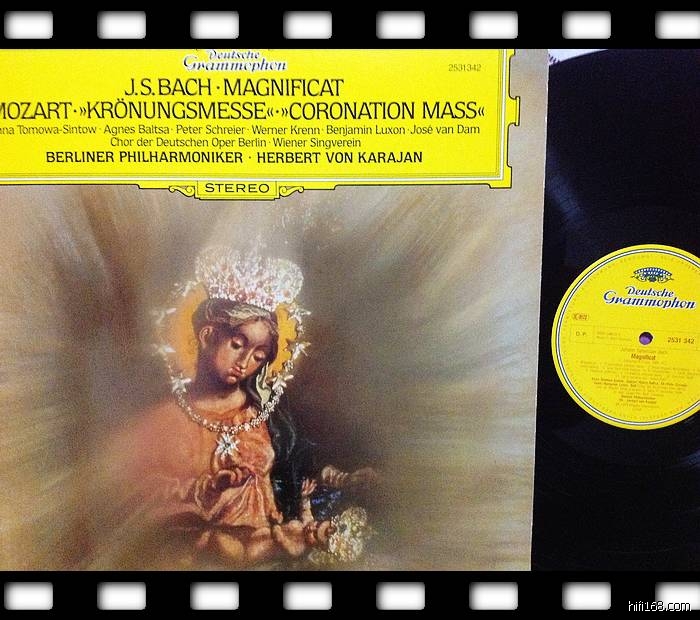 Deutsche
Grammophon
2531342
J.S.BACH · MAGNIFICAT
MOZART·»KRÖNUNGSMESSE«·»CORONATION MASS«
Tomowa-Sintow · Agnes Baltsa · Peter Schreier · Werner Krenn · Benjamin Luxon · José van Dam
Chor der Deutschen Oper Berlin · Wiener Singverein
BERLINER PHILHARMONIKER · HERBERT VON KARAJAN
STEREO
Deutsche
Grammophon
2531 342
Magnificat
hifi168.com